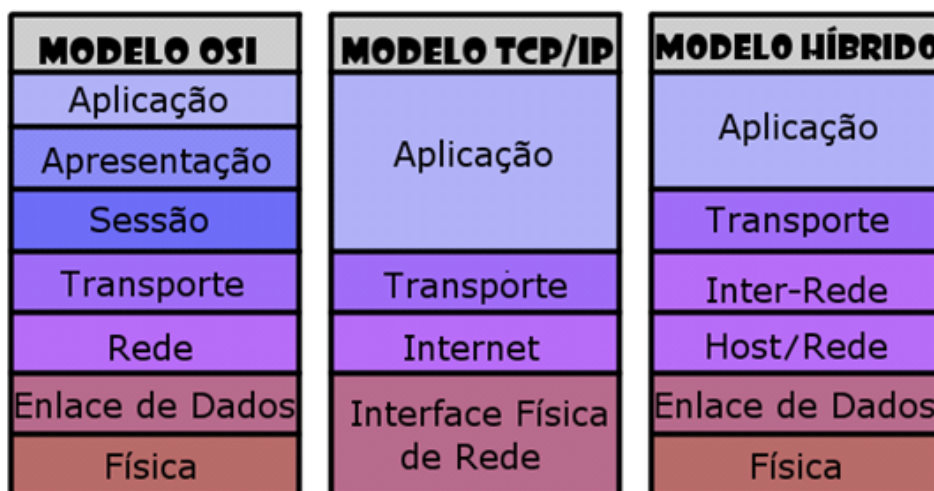 MODELO OSI
Aplicação
Apresentação
Sessão
Transporte
Rede
Enlace de Dados
Física
MODELO TCP/IP
Aplicação
Transporte
Internet
Interface Física
de Rede
MODELO HÍBRIDO
Aplicação
Transporte
Inter-Rede
Host/Rede
Enlace de Dados
Física